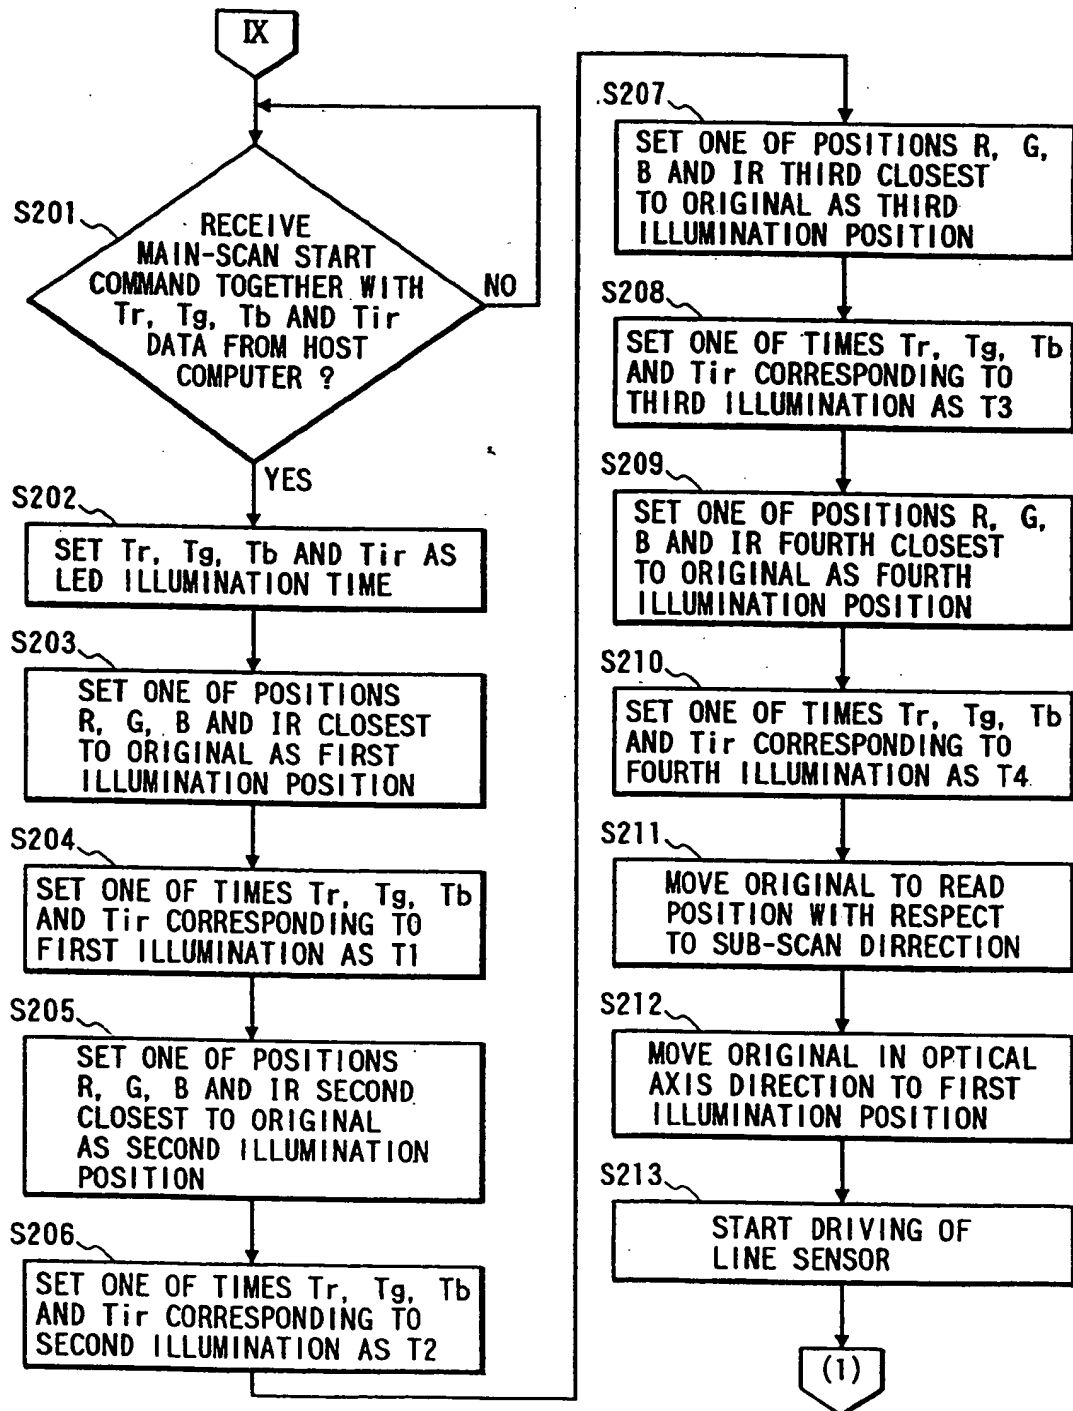 IX
S201
RECEIVE
MAIN-SCAN START
COMMAND TOGETHER WITH
Tr, Tg, Tb AND Tir
DATA FROM HOST
COMPUTER ?
NO
YES
S202
SET Tr, Tg, Tb AND Tir AS
LED ILLUMINATION TIME
S203
SET ONE OF POSITIONS
R, G, B AND IR CLOSEST
TO ORIGINAL AS FIRST
ILLUMINATION POSITION
S204
SET ONE OF TIMES Tr, Tg, Tb
AND Tir CORRESPONDING TO
FIRST ILLUMINATION AS T1
S205
SET ONE OF POSITIONS
R, G, B AND IR SECOND
CLOSEST TO ORIGINAL
AS SECOND ILLUMINATION
POSITION
S206
SET ONE OF TIMES Tr, Tg, Tb
AND Tir CORRESPONDING TO
SECOND ILLUMINATION AS T2
S207
SET ONE OF POSITIONS R, G,
B AND IR THIRD CLOSEST
TO ORIGINAL AS THIRD
ILLUMINATION POSITION
S208
SET ONE OF TIMES Tr, Tg, Tb
AND Tir CORRESPONDING TO
THIRD ILLUMINATION AS T3
S209
SET ONE OF POSITIONS R, G,
B AND IR FOURTH CLOSEST
TO ORIGINAL AS FOURTH
ILLUMINATION POSITION
S210
SET ONE OF TIMES Tr, Tg, Tb
AND Tir CORRESPONDING TO
FOURTH ILLUMINATION AS T4
S211
MOVE ORIGINAL TO READ
POSITION WITH RESPECT
TO SUB-SCAN DIRRECTION
S212
MOVE ORIGINAL IN OPTICAL
AXIS DIRECTION TO FIRST
ILLUMINATION POSITION
S213
START DRIVING OF
LINE SENSOR
(1)